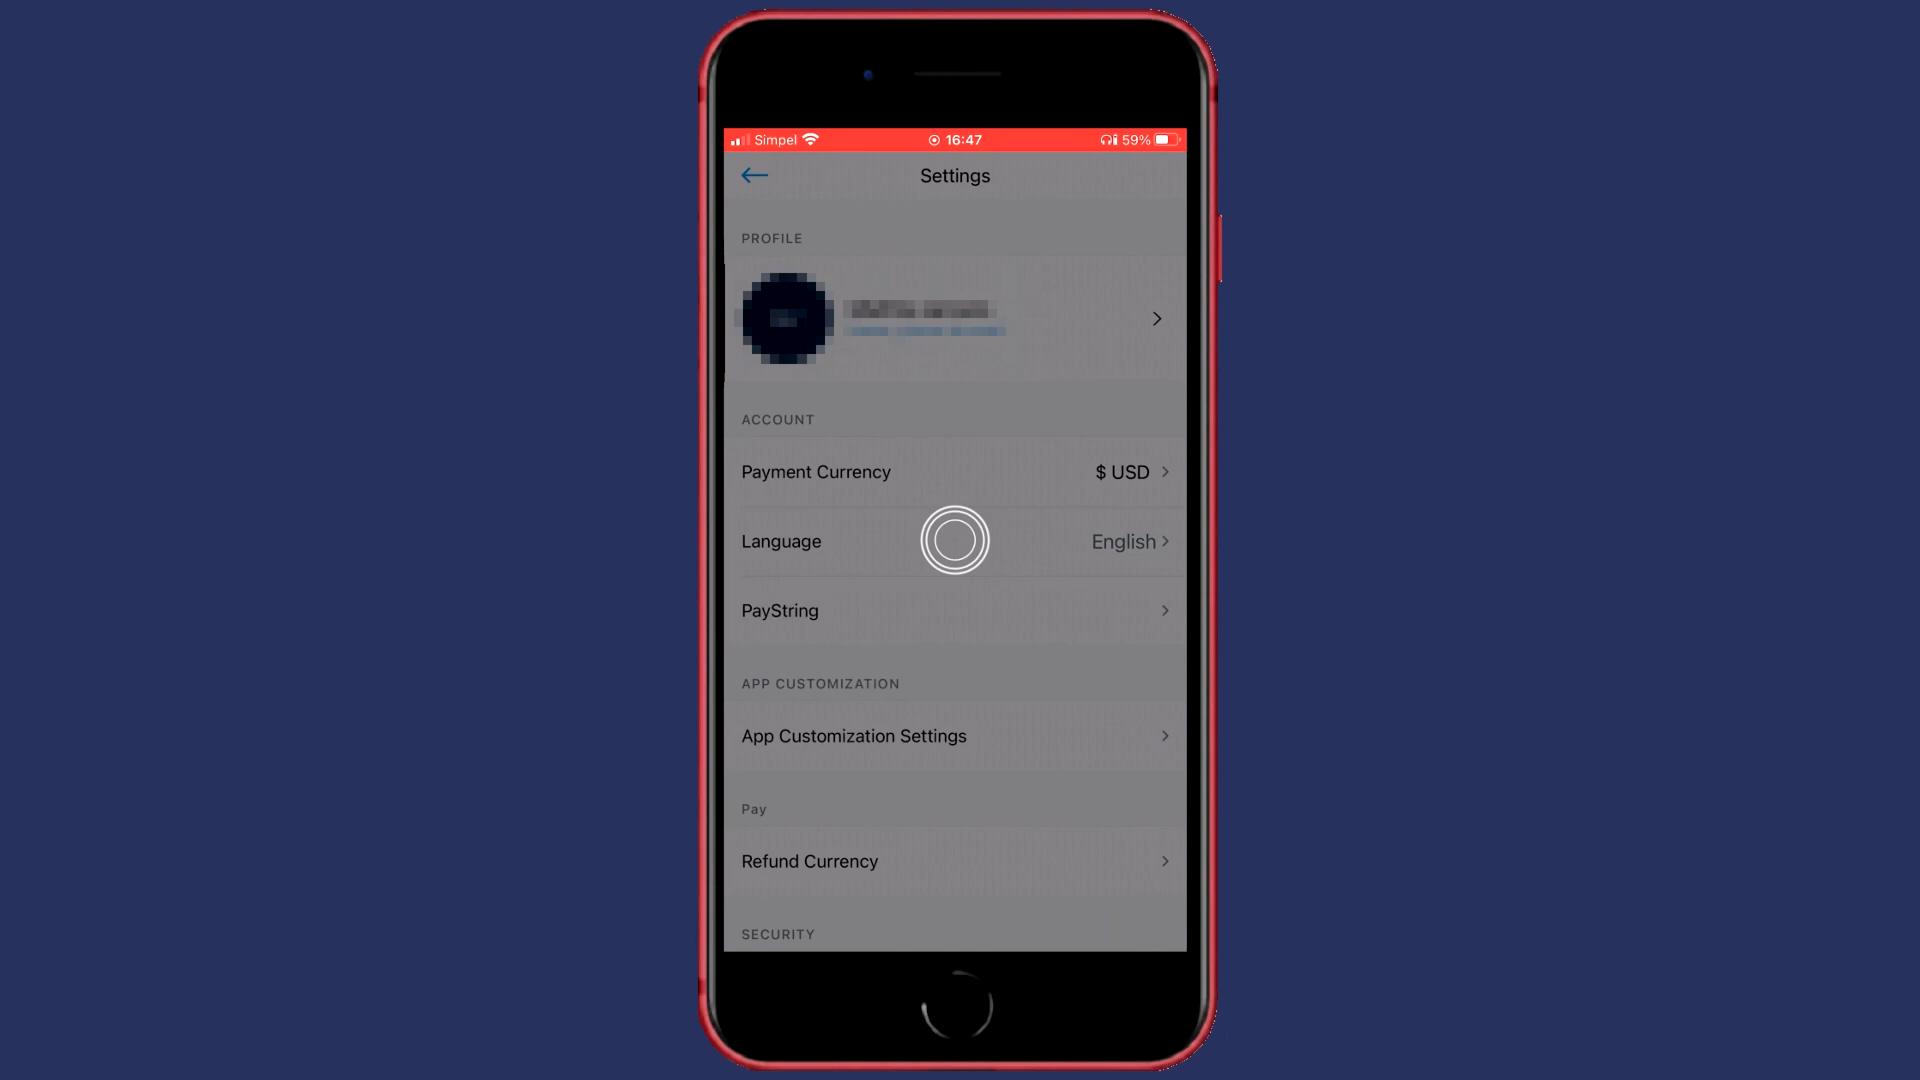 Simpel 16:47 59%
Settings
PROFILE
ACCOUNT
Payment Currency $ USD
Language English
PayString
APP CUSTOMIZATION
App Customization Settings
Pay
Refund Currency
SECURITY